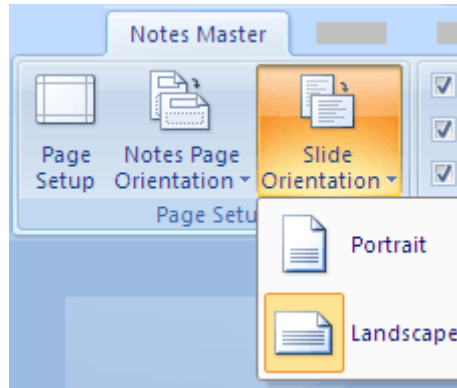 Notes Master
Page Setup
Notes Page Orientation
Slide Orientation
Page Setu
Portrait
Landscape